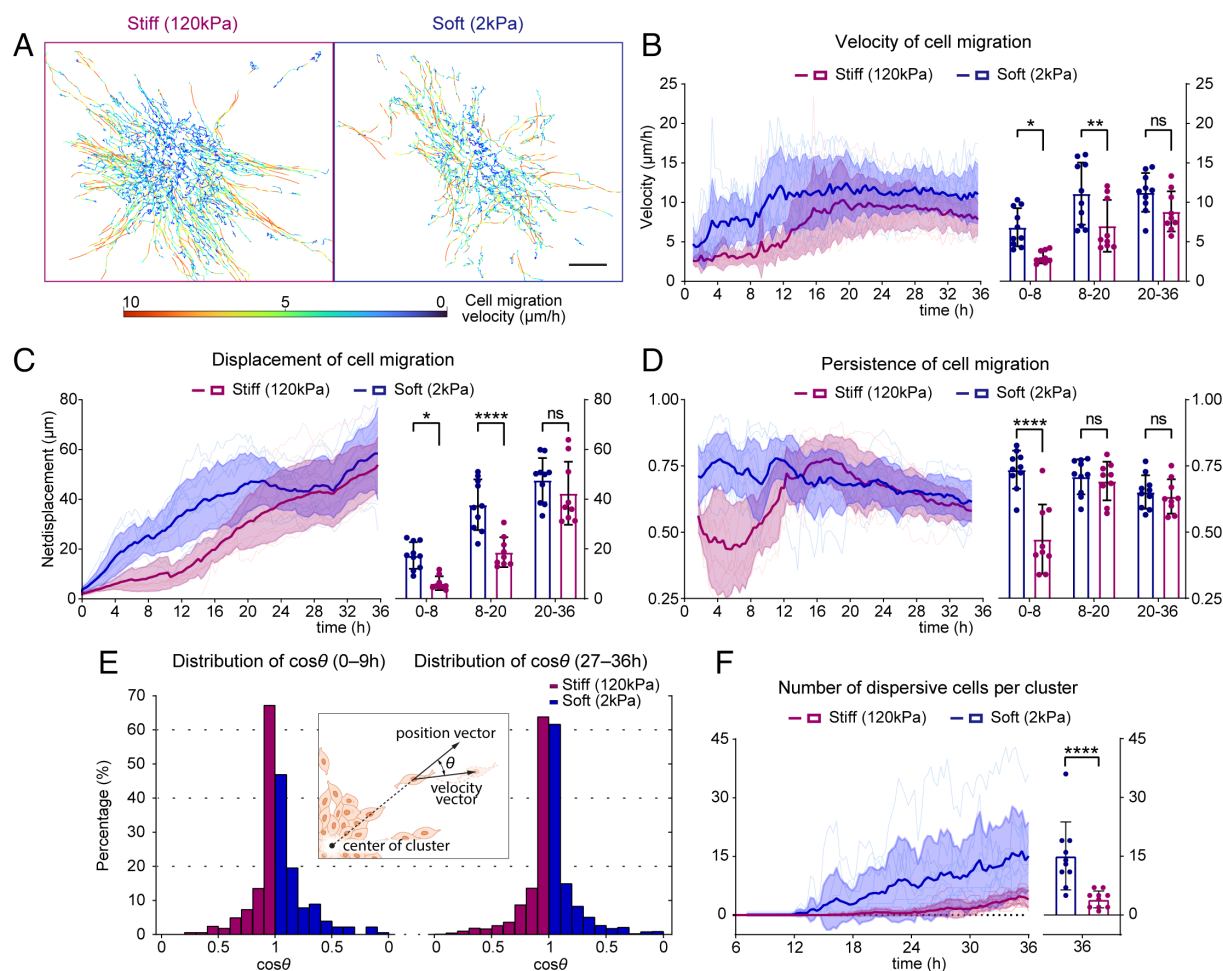 A
Stiff (120kPa)
Soft (2kPa)
10
5
0
Cell migration
velocity (µm/h)
B
Velocity of cell migration
Stiff (120kPa)
Soft (2kPa)
Velocity (µm/h)
25
20
15
10
5
0
0 4 8 12 16 20 24 28 32 36
time (h)
* ** ns
0-8 8-20 20-36
25
20
15
10
5
0
C
Displacement of cell migration
Stiff (120kPa)
Soft (2kPa)
Netdisplacement (µm)
80
60
40
20
0
0 4 8 12 16 20 24 28 32 36
time (h)
* **** ns
0-8 8-20 20-36
80
60
40
20
0
D
Persistence of cell migration
Stiff (120kPa)
Soft (2kPa)
1.00
0.75
0.50
0.25
0 4 8 12 16 20 24 28 32 36
time (h)
**** ns ns
0-8 8-20 20-36
1.00
0.75
0.50
0.25
E
Distribution of cosθ (0–9h)
Distribution of cosθ (27–36h)
Stiff (120kPa)
Soft (2kPa)
Percentage (%)
70
60
50
40
30
20
10
0
0 0.5 1 0.5 0
cosθ
position vector
θ
velocity
vector
center of cluster
0 0.5 1 0.5 0
cosθ
F
Number of dispersive cells per cluster
Stiff (120kPa)
Soft (2kPa)
45
30
15
0
6 12 18 24 30 36
time (h)
****
36
45
30
15
0